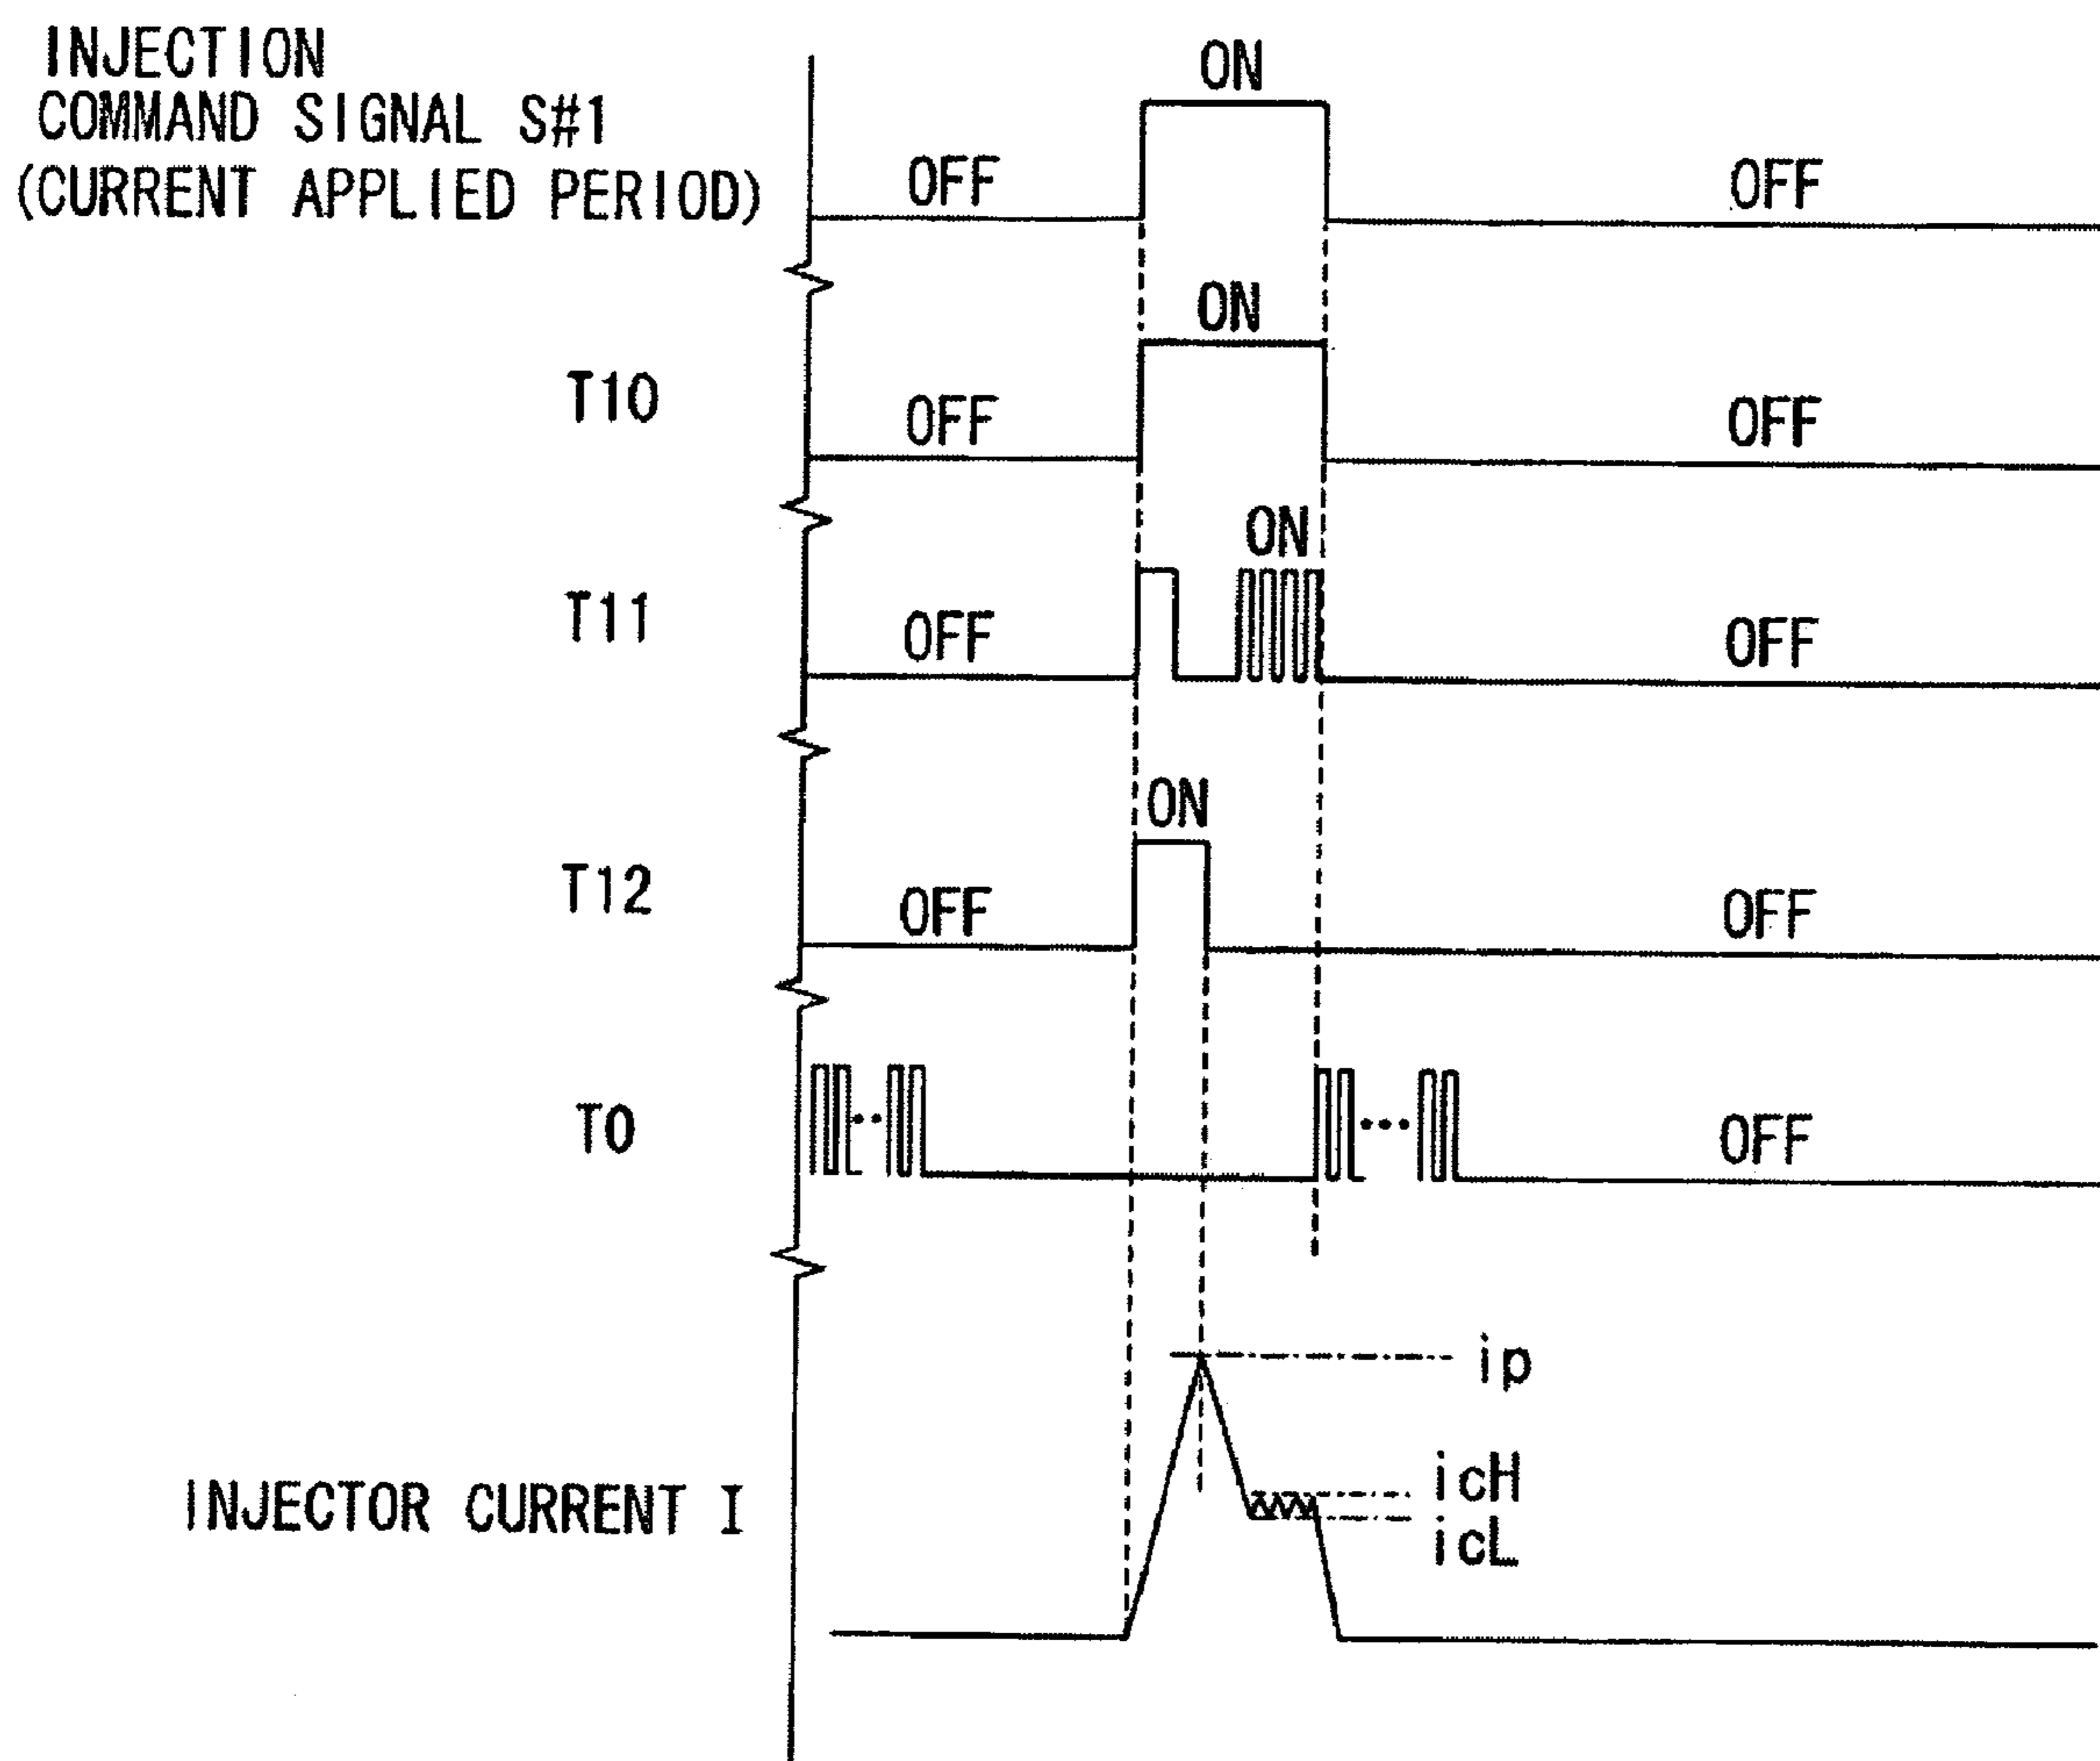 INJECTION
COMMAND SIGNAL S#1
(CURRENT APPLIED PERIOD)
ON
OFF
OFF
T10
ON
OFF
OFF
T11
ON
OFF
OFF
T12
ON
OFF
OFF
T0
OFF
INJECTOR CURRENT I
ip
icH
icL